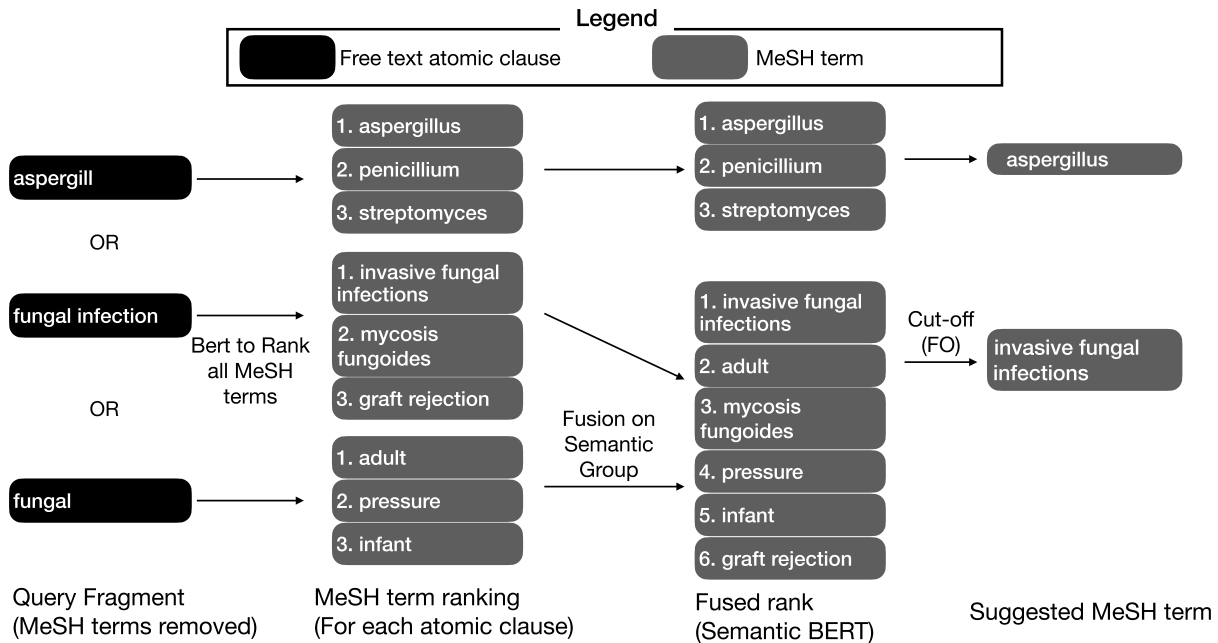 Legend
Free text atomic clause
MeSH term
aspergill
OR
fungal infection
OR
fungal
Query Fragment
(MeSH terms removed)
Bert to Rank
all MeSH
terms
1. aspergillus
2. penicillium
3. streptomyces
1. invasive fungal
infections
2. mycosis
fungoides
3. graft rejection
1. adult
2. pressure
3. infant
MeSH term ranking
(For each atomic clause)
Fusion on
Semantic
Group
1. aspergillus
2. penicillium
3. streptomyces
1. invasive fungal
infections
2. adult
3. mycosis
fungoides
4. pressure
5. infant
6. graft rejection
Fused rank
(Semantic BERT)
Cut-off
(FO)
aspergillus
invasive fungal
infections
Suggested MeSH term